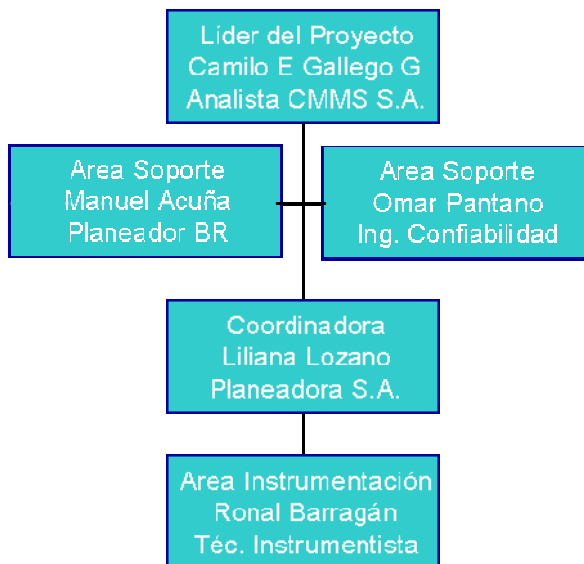 Líder del Proyecto
Camilo E Gallego G
Analista CMMS S.A.
Area Soporte
Manuel Acuña
Planeador BR
Area Soporte
Omar Pantano
Ing. Confiabilidad
Coordinadora
Liliana Lozano
Planeadora S.A.
Area Instrumentación
Ronal Barragán
Téc. Instrumentista